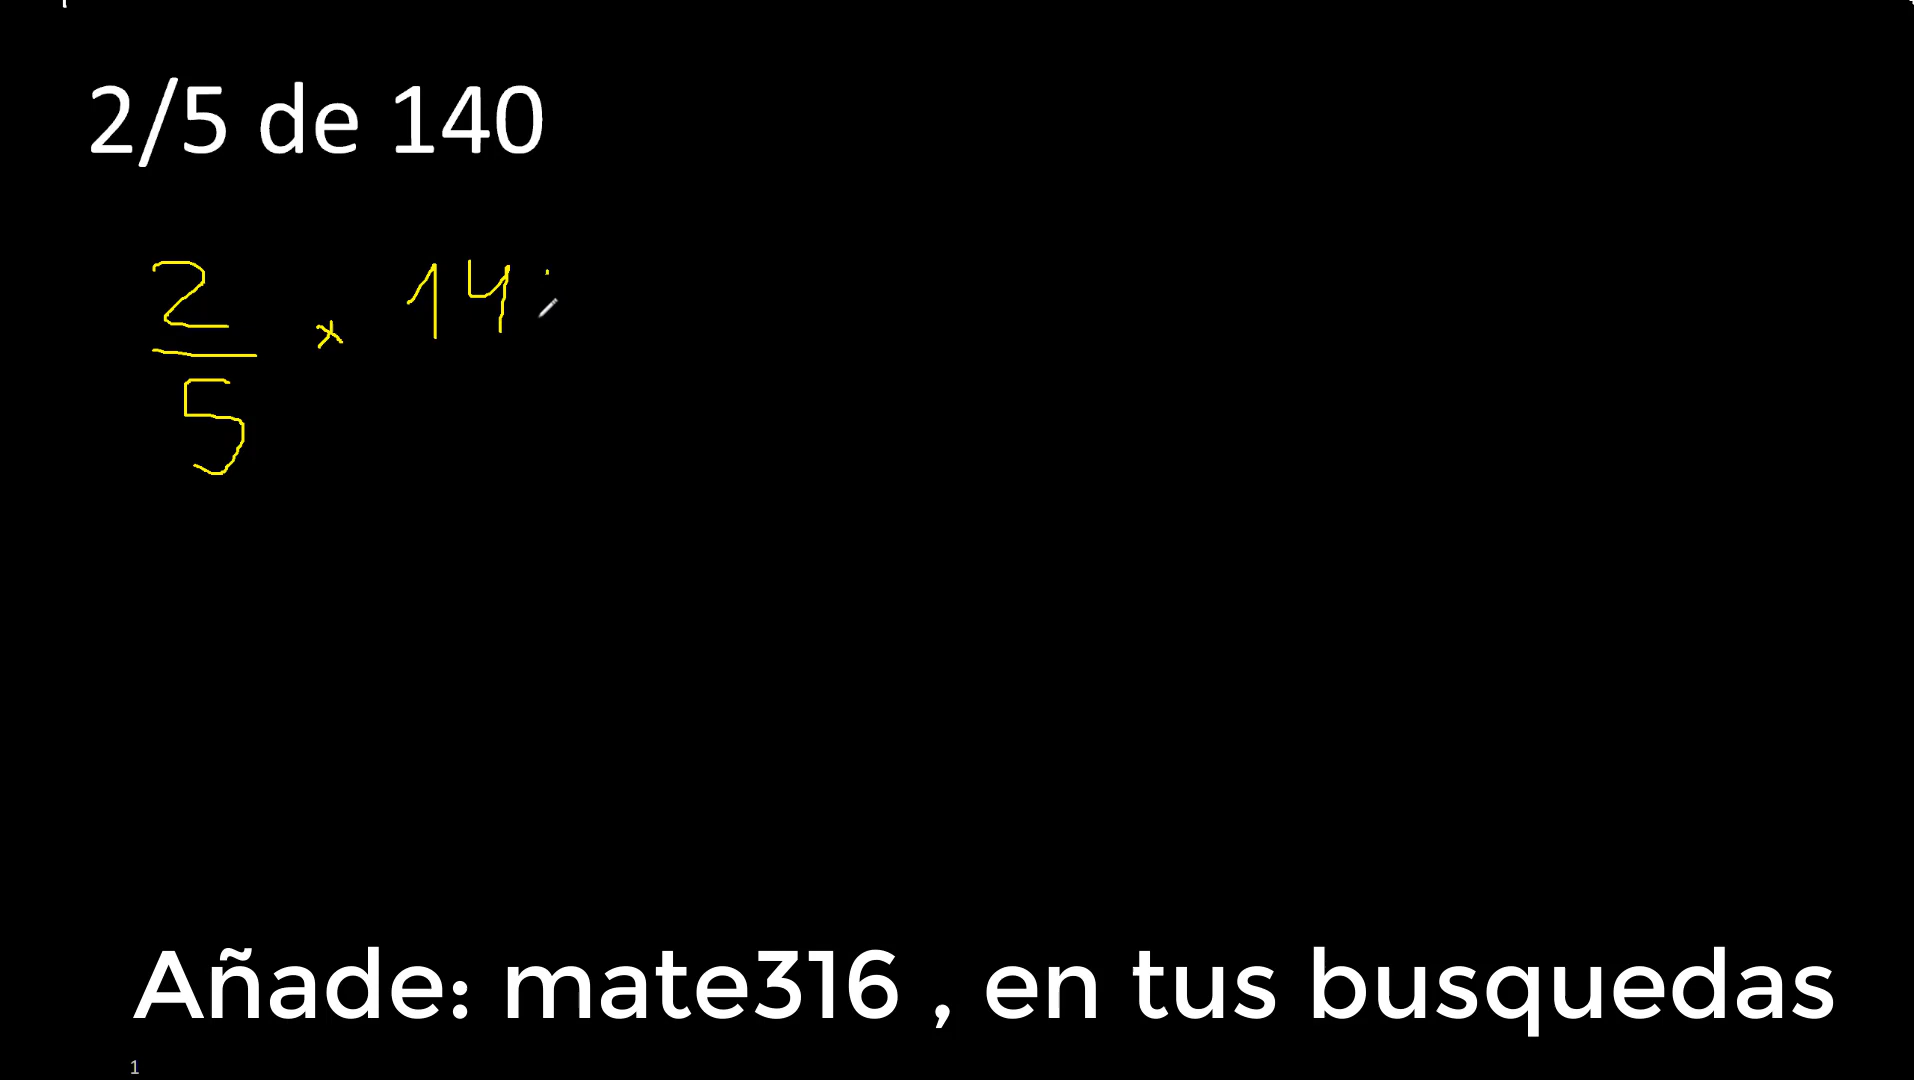 2/5 de 140
2
5
× 14
Añade: mate316 , en tus busquedas
1